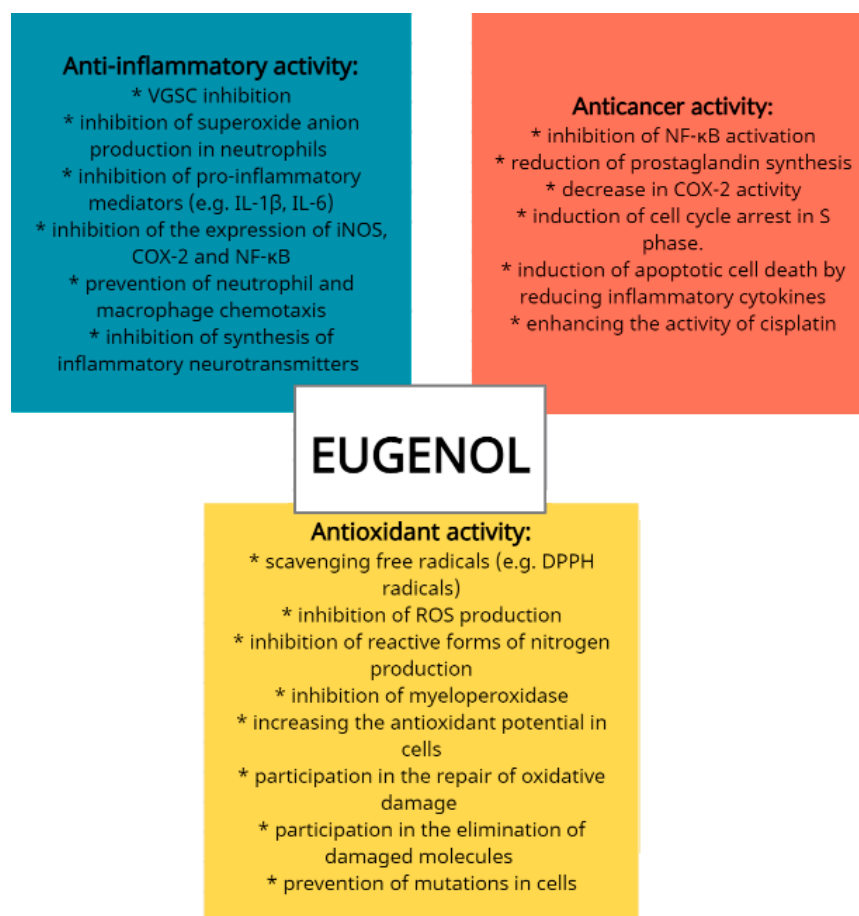 Anti-inflammatory activity:
* VGSC inhibition
* inhibition of superoxide anion
production in neutrophils
* inhibition of pro-inflammatory
mediators (e.g. IL-1β, IL-6)
* inhibition of the expression of iNOS,
COX-2 and NF-κB
* prevention of neutrophil and
macrophage chemotaxis
* inhibition of synthesis of
inflammatory neurotransmitters
Anticancer activity:
* inhibition of NF-κB activation
* reduction of prostaglandin synthesis
* decrease in COX-2 activity
* induction of cell cycle arrest in S
phase.
* induction of apoptotic cell death by
reducing inflammatory cytokines
* enhancing the activity of cisplatin
EUGENOL
Antioxidant activity:
* scavenging free radicals (e.g. DPPH
radicals)
* inhibition of ROS production
* inhibition of reactive forms of nitrogen
production
* inhibition of myeloperoxidase
* increasing the antioxidant potential in
cells
* participation in the repair of oxidative
damage
* participation in the elimination of
damaged molecules
* prevention of mutations in cells